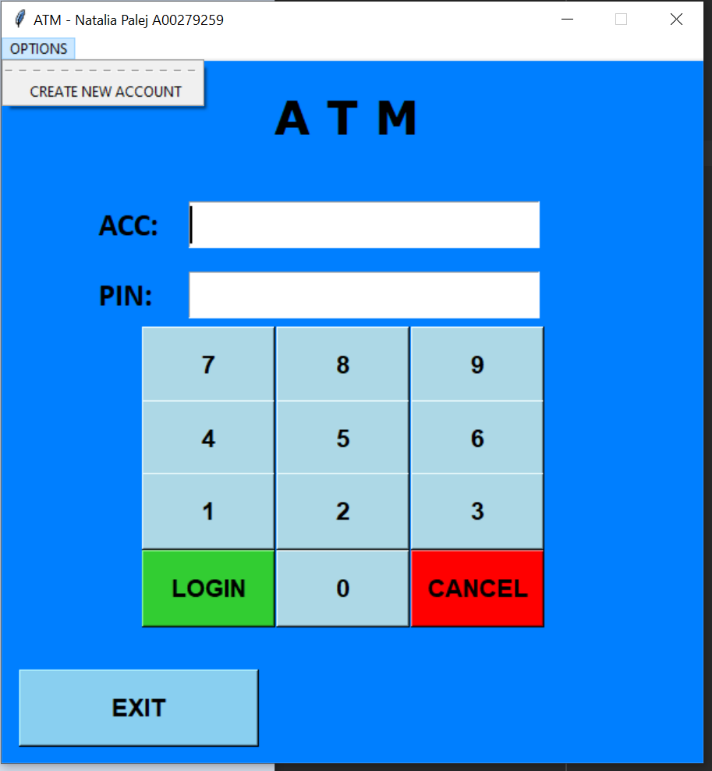 ATM - Natalia Palej A00279259
OPTIONS
CREATE NEW ACCOUNT
A T M
ACC:
PIN:
7 8 9
4 5 6
1 2 3
LOGIN 0 CANCEL
EXIT